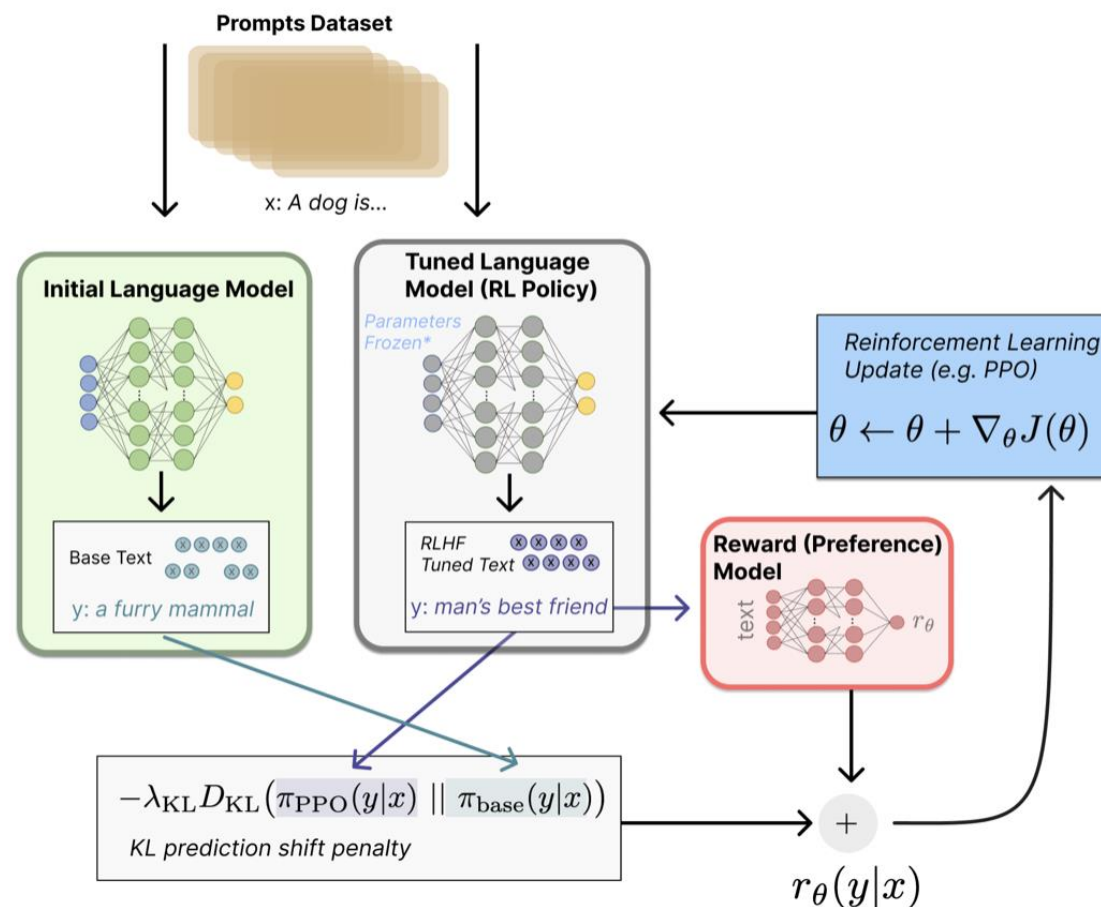 Prompts Dataset
x: A dog is...
Initial Language Model
Tuned Language
Model (RL Policy)
Parameters
Frozen*
Reinforcement Learning
Update (e.g. PPO)
θ ← θ + ∇θJ(θ)
Base Text
x x x x
x x x x
y: a furry mammal
RLHF
Tuned Text
x x x x
x x x x
y: man's best friend
Reward (Preference)
Model
text
rθ
−λKL DKL(πPPO(y|x) || πbase(y|x))
KL prediction shift penalty
+
rθ(y|x)